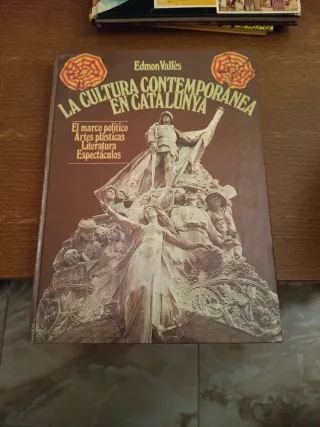 Edmon Vallès
LA CULTURA CONTEMPORÁNEA
EN CATALUNYA
El marco político
Artes plásticas
Literatura
Espectáculos